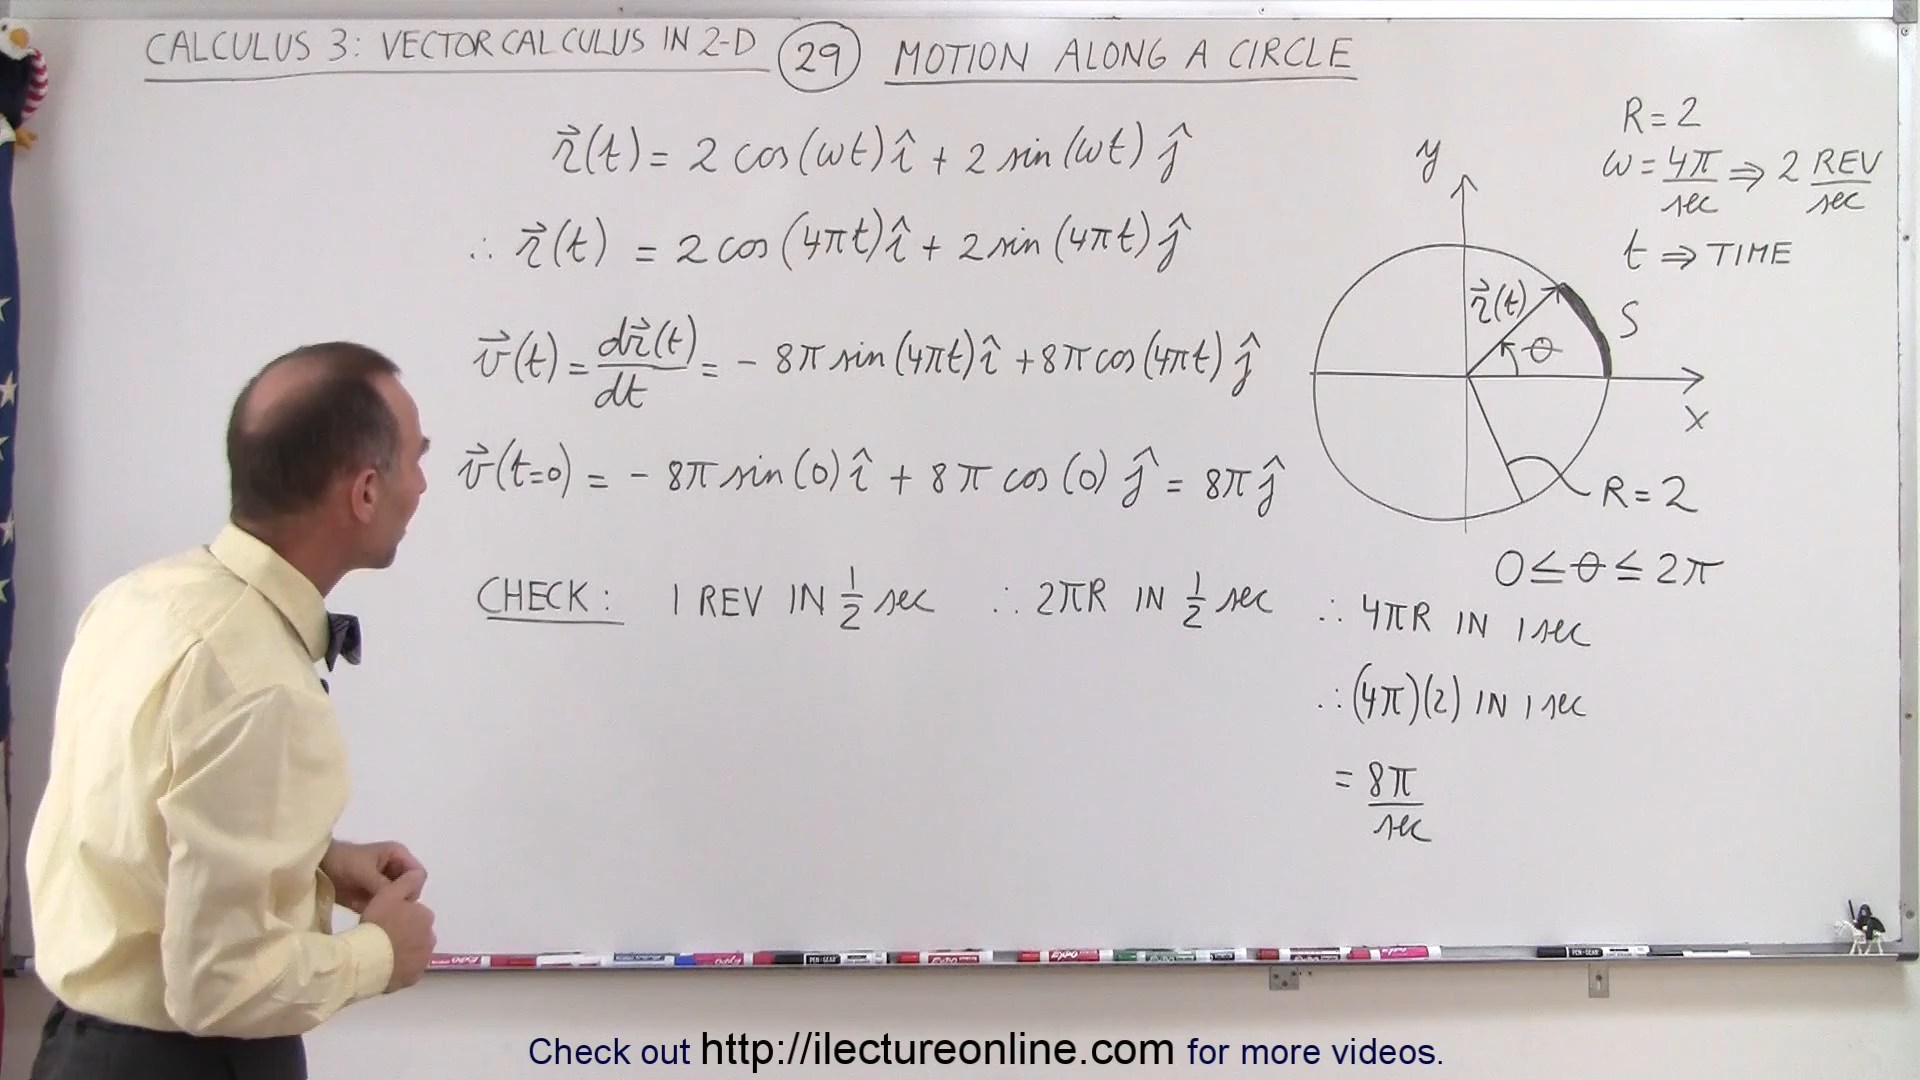 CALCULUS 3: VECTOR CALCULUS IN 2-D 29 MOTION ALONG A CIRCLE
r⃗(t) = 2 cos(ωt) î + 2 sin(ωt) ĵ
∴ r⃗(t) = 2 cos(4πt) î + 2 sin(4πt) ĵ
v⃗(t) = dr⃗(t)/dt = - 8π sin(4πt) î + 8π cos(4πt) ĵ
v⃗(t=0) = - 8π sin(0) î + 8π cos(0) ĵ = 8π ĵ
R = 2
ω = 4π/sec ⇒ 2 REV/sec
t ⇒ TIME
y
r⃗(t)
S
θ
x
R = 2
0 ≤ θ ≤ 2π
CHECK: 1 REV IN 1/2 sec ∴ 2πR IN 1/2 sec ∴ 4πR IN 1 sec
∴ (4π)(2) IN 1 sec
= 8π/sec
Check out http://ilectureonline.com for more videos.